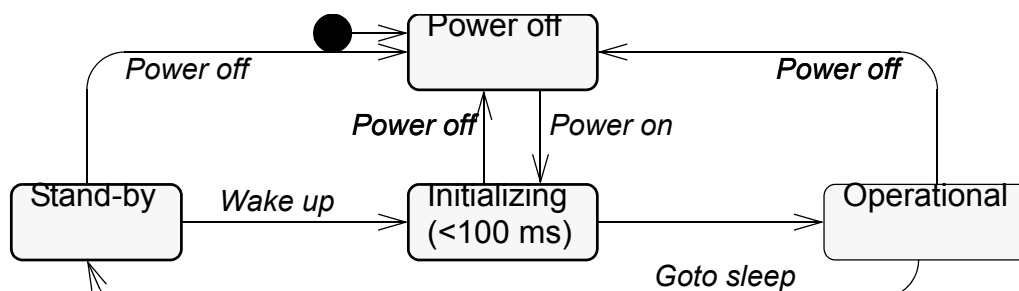 Power off
Power off
Power off
Power off
Power on
Stand-by
Wake up
Initializing
(<100 ms)
Operational
Goto sleep